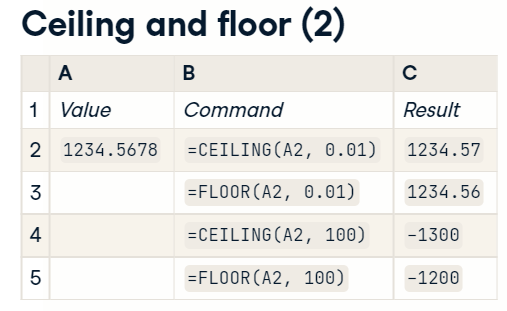 Ceiling and floor (2)
A B C
1 Value Command Result
2 1234.5678 =CEILING(A2, 0.01) 1234.57
3 =FLOOR(A2, 0.01) 1234.56
4 =CEILING(A2, 100) -1300
5 =FLOOR(A2, 100) -1200